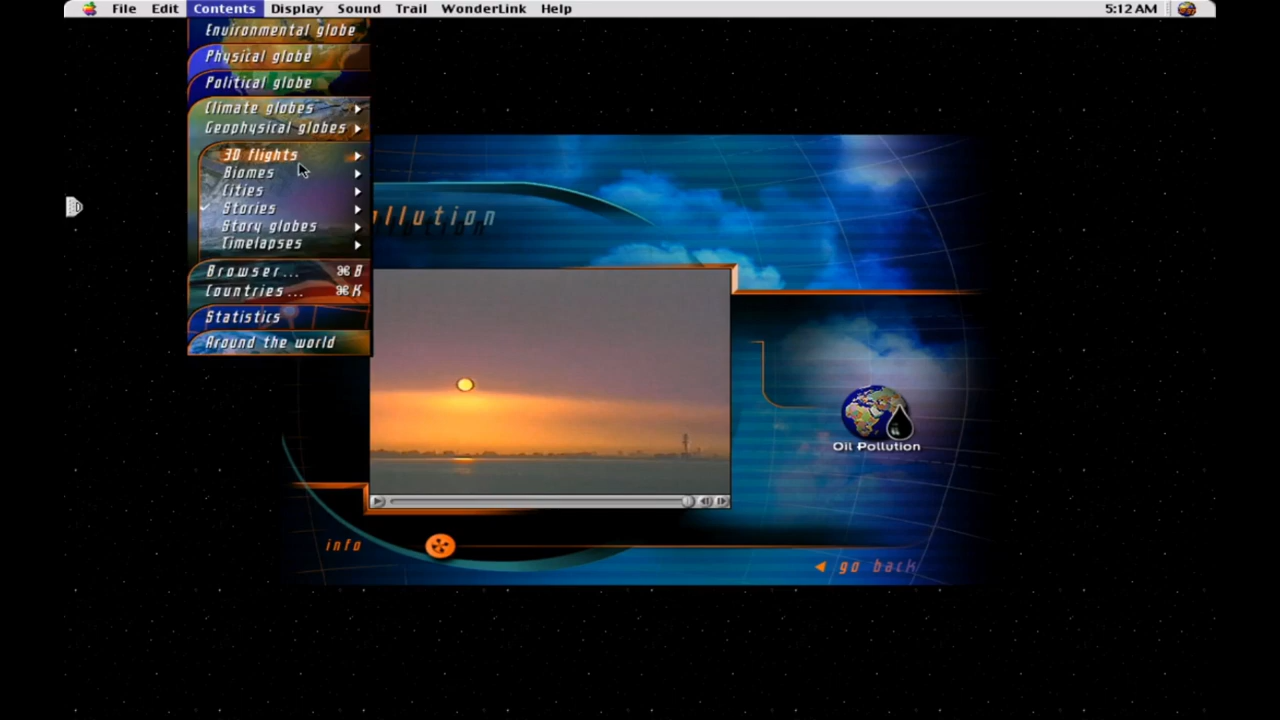 File Edit Contents Display Sound Trail WonderLink Help 5:12 AM
Environmental globe
Physical globe
Political globe
Climate globes
Geophysical globes
3D flights
Biomes
Cities
Stories
Story globes
Timelapses
Browser... ⌘B
Countries... ⌘K
Statistics
Around the world
llution
Oil Pollution
info
go back